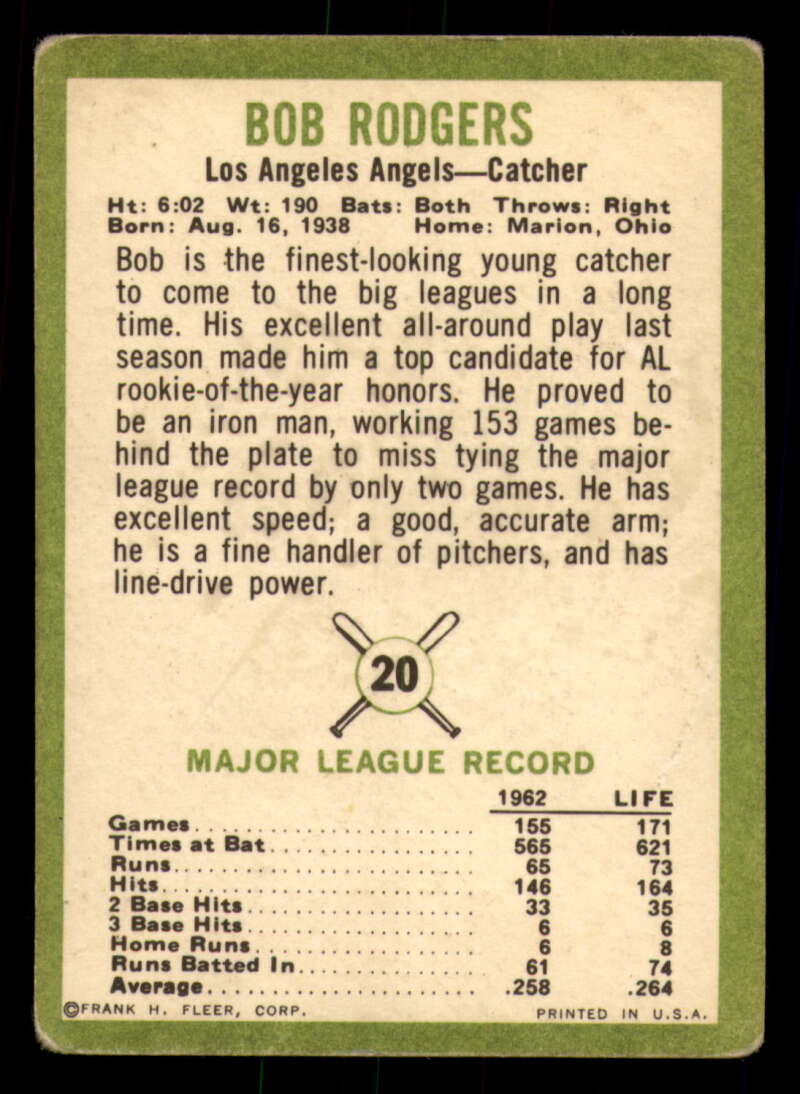 BOB RODGERS
Los Angeles Angels—Catcher
Ht: 6:02 Wt: 190 Bats: Both Throws: Right
Born: Aug. 16, 1938 Home: Marion, Ohio
Bob is the finest-looking young catcher
to come to the big leagues in a long
time. His excellent all-around play last
season made him a top candidate for AL
rookie-of-the-year honors. He proved to
be an iron man, working 153 games be-
hind the plate to miss tying the major
league record by only two games. He has
excellent speed; a good, accurate arm;
he is a fine handler of pitchers, and has
line-drive power.
20
MAJOR LEAGUE RECORD
1962 LIFE
Games 155 171
Times at Bat 565 621
Runs 65 73
Hits 146 164
2 Base Hits 33 35
3 Base Hits 6 6
Home Runs 6 8
Runs Batted In 61 74
Average .258 .264
©FRANK H. FLEER, CORP. PRINTED IN U.S.A.